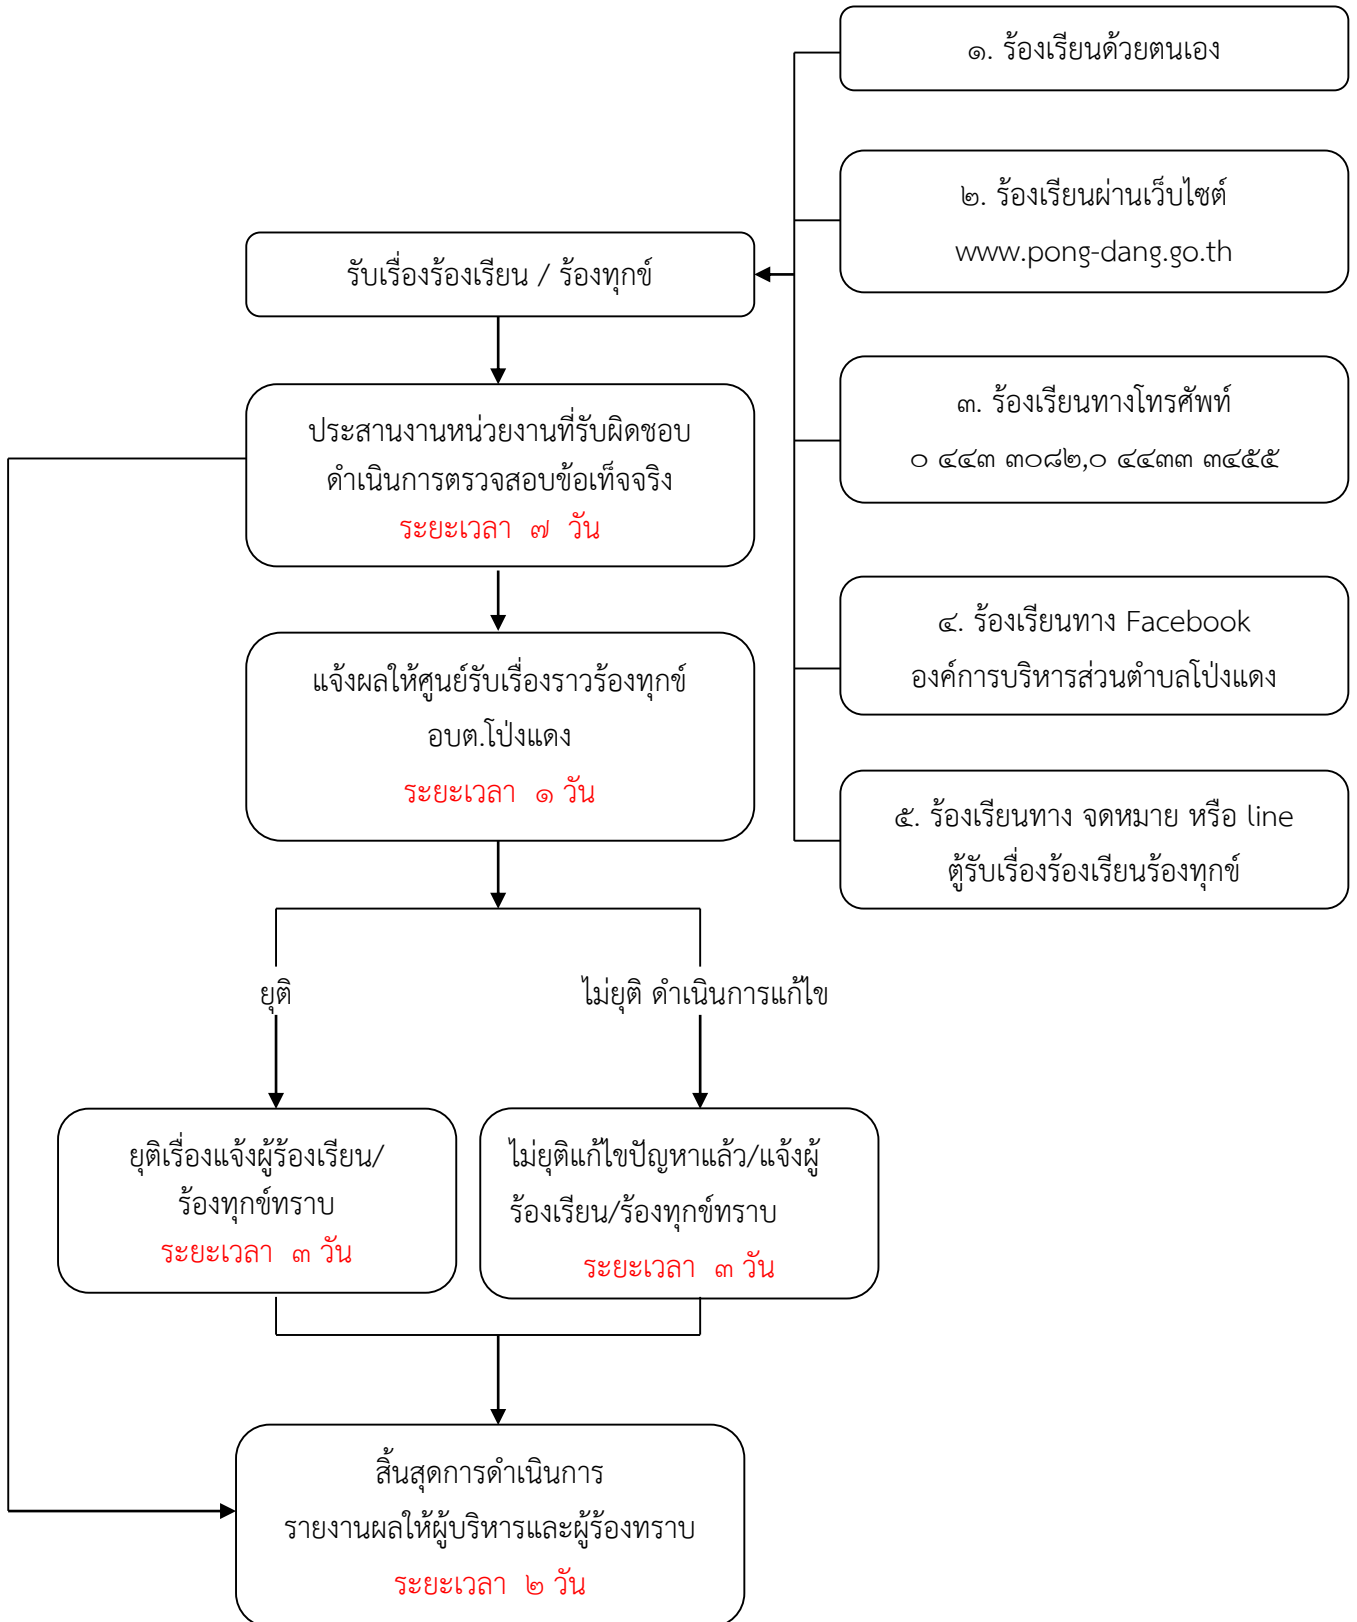 ๑. ร้องเรียนด้วยตนเอง
๒. ร้องเรียนผ่านเว็บไซต์
www.pong-dang.go.th
รับเรื่องร้องเรียน / ร้องทุกข์
๓. ร้องเรียนทางโทรศัพท์
๐ ๔๔๓ ๓๐๘๒,๐ ๔๔๓๓ ๓๔๕๕
ประสานงานหน่วยงานที่รับผิดชอบ
ดำเนินการตรวจสอบข้อเท็จจริง
ระยะเวลา ๗ วัน
๔. ร้องเรียนทาง Facebook
องค์การบริหารส่วนตำบลโป่งแดง
แจ้งผลให้ศูนย์รับเรื่องราวร้องทุกข์
อบต.โป่งแดง
ระยะเวลา ๑ วัน
๕. ร้องเรียนทาง จดหมาย หรือ line
ตู้รับเรื่องร้องเรียนร้องทุกข์
ยุติ
ไม่ยุติ ดำเนินการแก้ไข
ยุติเรื่องแจ้งผู้ร้องเรียน/
ร้องทุกข์ทราบ
ระยะเวลา ๓ วัน
ไม่ยุติแก้ไขปัญหาแล้ว/แจ้งผู้
ร้องเรียน/ร้องทุกข์ทราบ
ระยะเวลา ๓ วัน
สิ้นสุดการดำเนินการ
รายงานผลให้ผู้บริหารและผู้ร้องทราบ
ระยะเวลา ๒ วัน